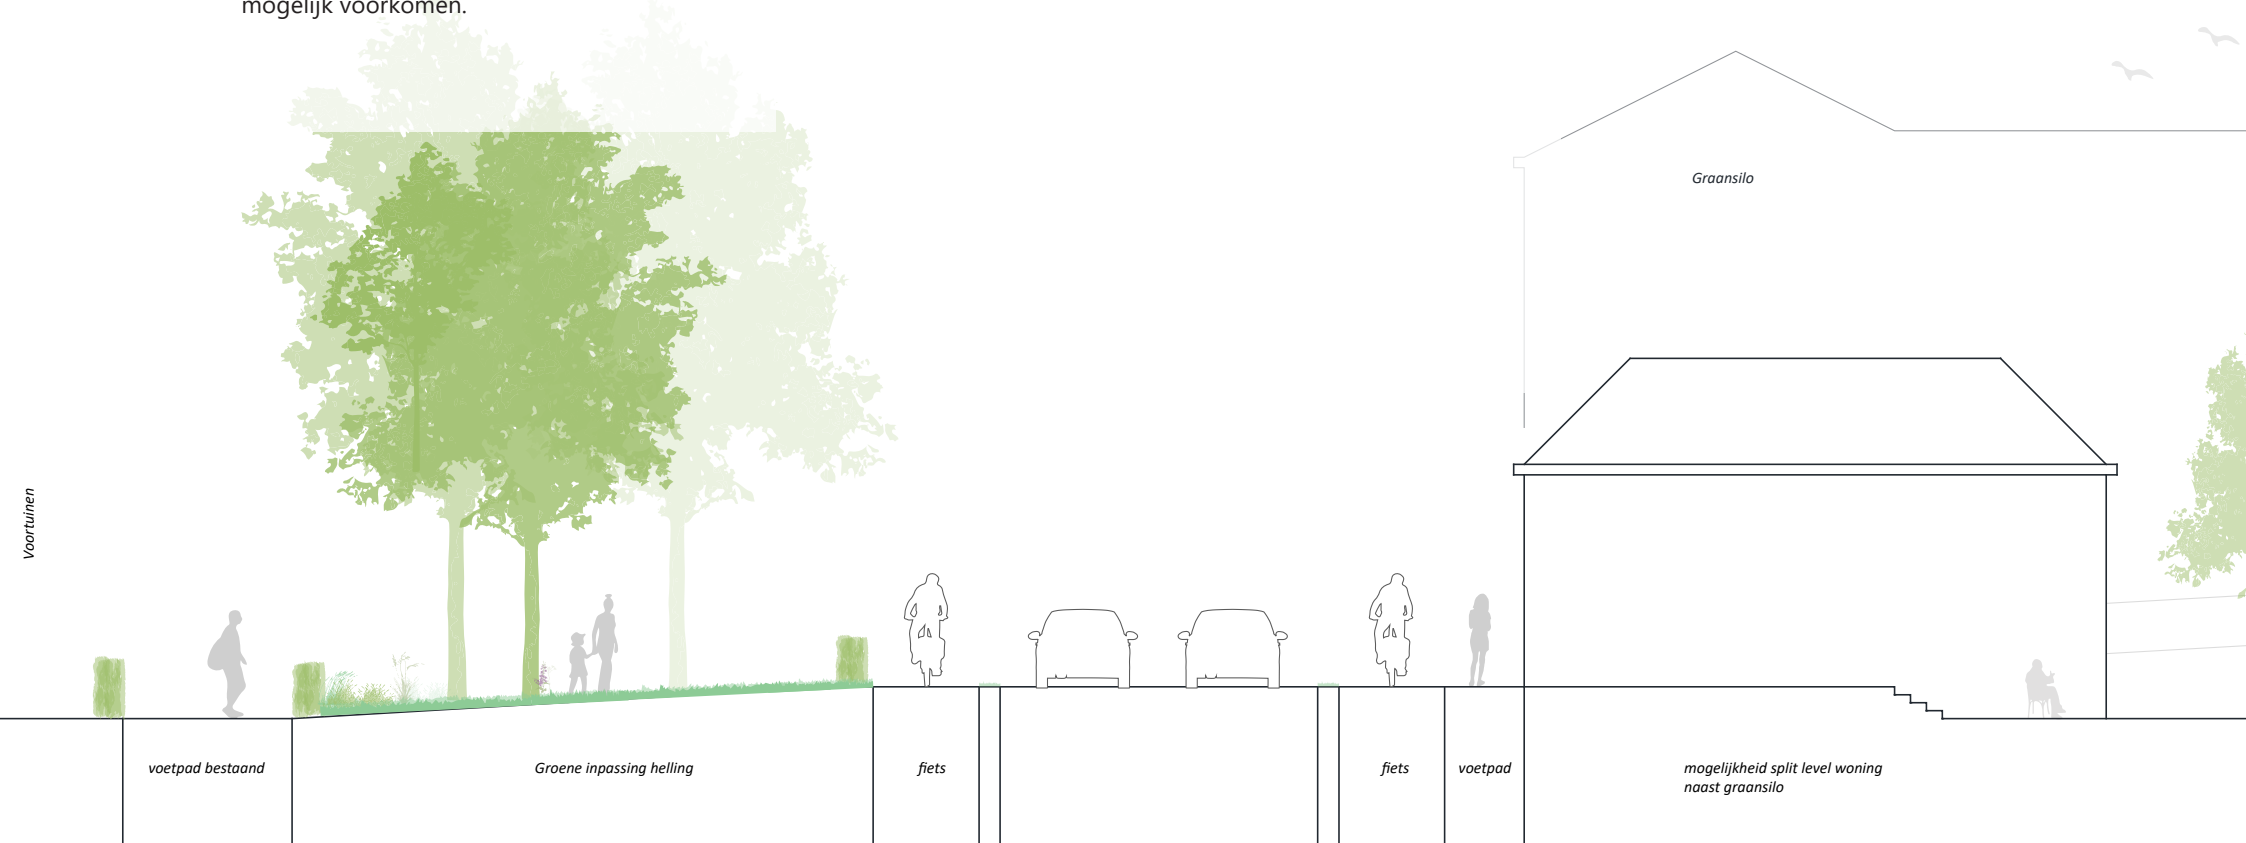 mogelijk voorkomen.
Graansilo
Voortuinen
voetpad bestaand
Groene inpassing helling
fiets
fiets
voetpad
mogelijkheid split level woning
naast graansilo